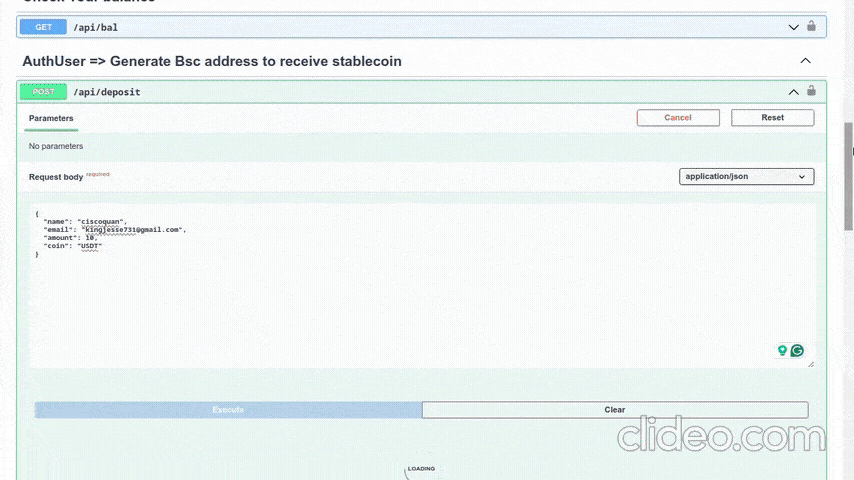 Check Your balance
GET /api/bal
AuthUser => Generate Bsc address to receive stablecoin
POST /api/deposit
Parameters Cancel Reset
No parameters
Request body required application/json
{
"name": "ciscoquan",
"email": "kingjesse731@gmail.com",
"amount": 10,
"coin": "USDT"
}
Execute Clear
clideo.com
LOADING